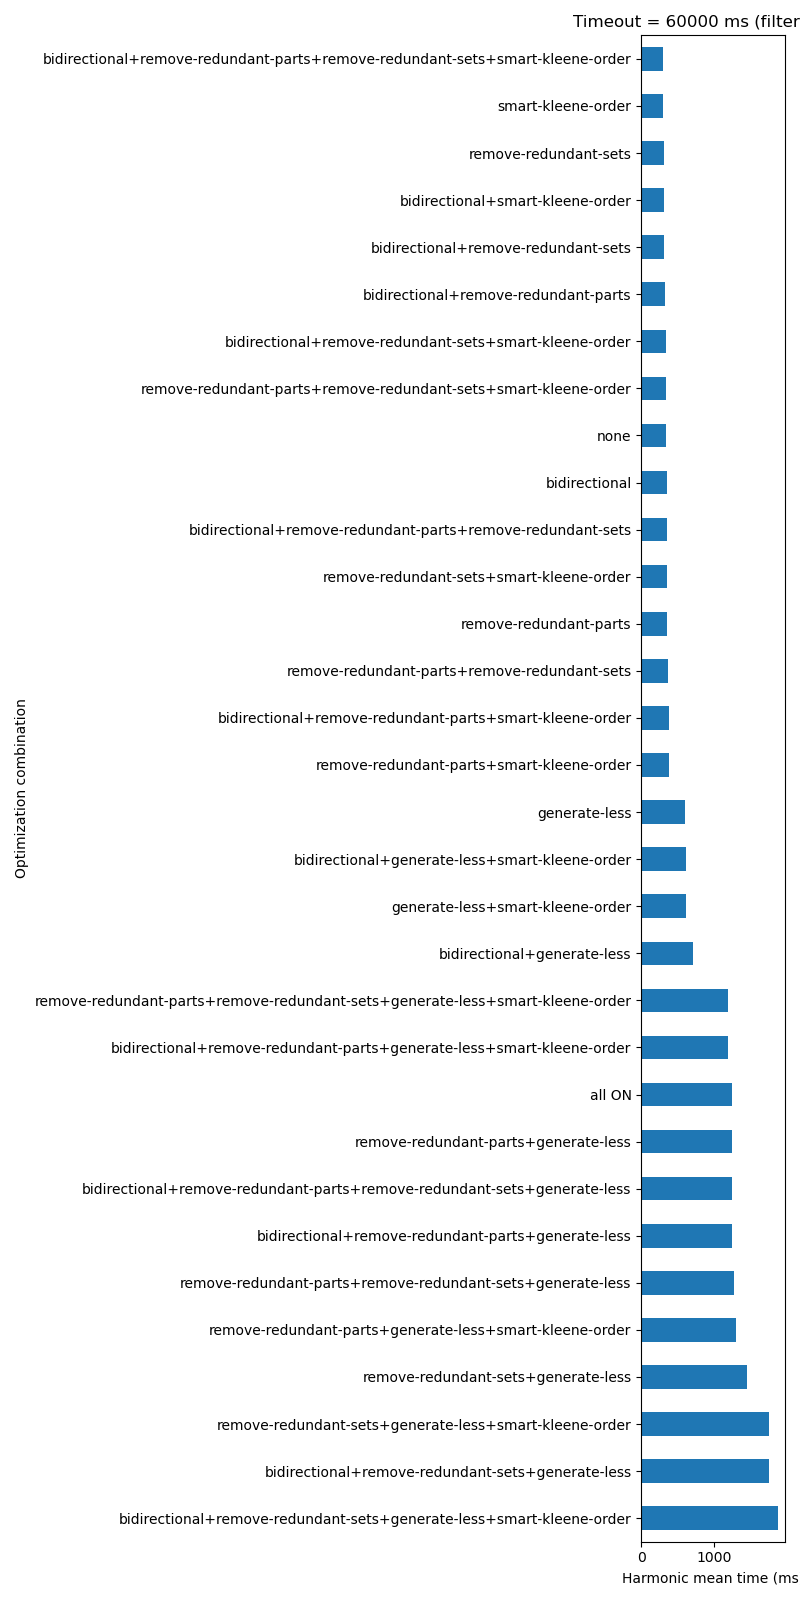 Timeout = 60000 ms (filter
bidirectional+remove-redundant-parts+remove-redundant-sets+smart-kleene-order
smart-kleene-order
remove-redundant-sets
bidirectional+smart-kleene-order
bidirectional+remove-redundant-sets
bidirectional+remove-redundant-parts
bidirectional+remove-redundant-sets+smart-kleene-order
remove-redundant-parts+remove-redundant-sets+smart-kleene-order
none
bidirectional
bidirectional+remove-redundant-parts+remove-redundant-sets
remove-redundant-sets+smart-kleene-order
remove-redundant-parts
remove-redundant-parts+remove-redundant-sets
bidirectional+remove-redundant-parts+smart-kleene-order
remove-redundant-parts+smart-kleene-order
generate-less
bidirectional+generate-less+smart-kleene-order
generate-less+smart-kleene-order
bidirectional+generate-less
remove-redundant-parts+remove-redundant-sets+generate-less+smart-kleene-order
bidirectional+remove-redundant-parts+generate-less+smart-kleene-order
all ON
remove-redundant-parts+generate-less
bidirectional+remove-redundant-parts+remove-redundant-sets+generate-less
bidirectional+remove-redundant-parts+generate-less
remove-redundant-parts+remove-redundant-sets+generate-less
remove-redundant-parts+generate-less+smart-kleene-order
remove-redundant-sets+generate-less
remove-redundant-sets+generate-less+smart-kleene-order
bidirectional+remove-redundant-sets+generate-less
bidirectional+remove-redundant-sets+generate-less+smart-kleene-order
Optimization combination
0 1000
Harmonic mean time (ms